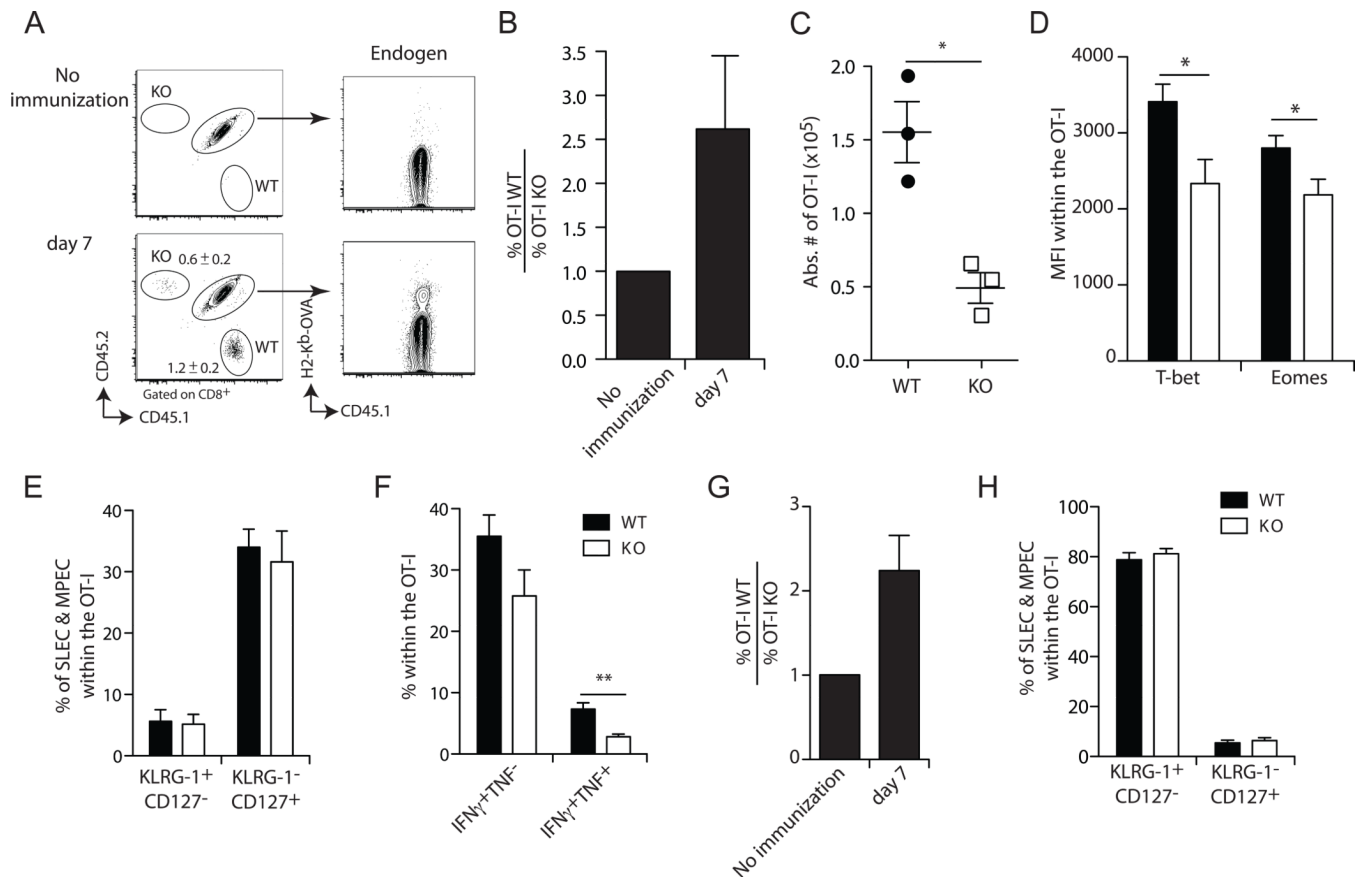 A
No
immunization
KO
WT
Endogen
day 7
KO
0.6 ± 0.2
WT
1.2 ± 0.2
CD45.2
Gated on CD8+
CD45.1
H2-Kb-OVA
CD45.1
B
% OT-I WT
% OT-I KO
3.5
3.0
2.5
2.0
1.5
1.0
0.5
0.0
No
immunization
day 7
C
*
Abs. # of OT-I (x10⁵)
2.0
1.5
1.0
0.5
0.0
WT
KO
D
MFI within the OT-I
4000
3000
2000
1000
0
*
*
T-bet
Eomes
E
% of SLEC & MPEC
within the OT-I
40
30
20
10
0
KLRG-1+
CD127-
KLRG-1-
CD127+
F
% within the OT-I
40
30
20
10
0
WT
KO
**
IFNγ+TNF-
IFNγ+TNF+
G
% OT-I WT
% OT-I KO
3
2
1
0
No immunization
day 7
H
% of SLEC & MPEC
within the OT-I
100
80
60
40
20
0
WT
KO
KLRG-1+
CD127-
KLRG-1-
CD127+